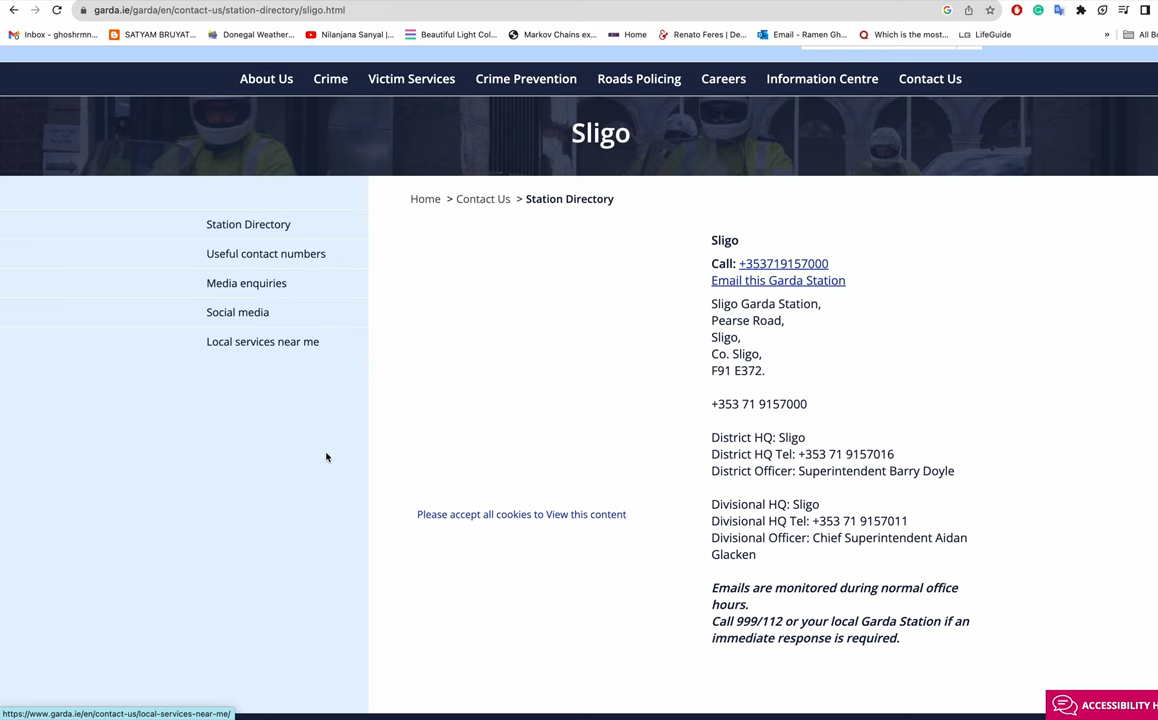 garda.ie/garda/en/contact-us/station-directory/sligo.html
Inbox - ghoshrmn...
SATYAM BRUYAT...
Donegal Weather...
Nilanjana Sanyal |...
Beautiful Light Col...
Markov Chains ex...
Home
Renato Feres | De...
Email - Ramen Gh...
Which is the most...
LG LifeGuide
»
All Bo
About Us
Crime
Victim Services
Crime Prevention
Roads Policing
Careers
Information Centre
Contact Us
Sligo
Home > Contact Us > Station Directory
Station Directory
Useful contact numbers
Media enquiries
Social media
Local services near me
Please accept all cookies to View this content
Sligo
Call: +353719157000
Email this Garda Station
Sligo Garda Station,
Pearse Road,
Sligo,
Co. Sligo,
F91 E372.
+353 71 9157000
District HQ: Sligo
District HQ Tel: +353 71 9157016
District Officer: Superintendent Barry Doyle
Divisional HQ: Sligo
Divisional HQ Tel: +353 71 9157011
Divisional Officer: Chief Superintendent Aidan
Glacken
Emails are monitored during normal office
hours.
Call 999/112 or your local Garda Station if an
immediate response is required.
ACCESSIBILITY H
https://www.garda.ie/en/contact-us/local-services-near-me/